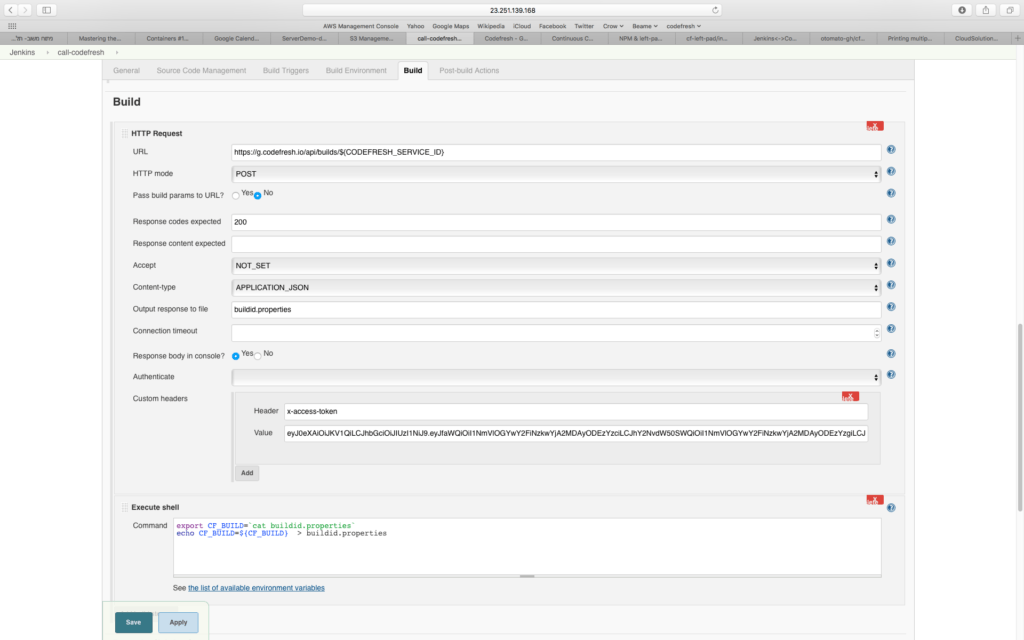 23.251.139.168
AWS Management Console Yahoo Google Maps Wikipedia iCloud Facebook Twitter Crow Beame codefresh
Mastering the... Containers #1... Google Calend... ServerDemo-d... S3 Manageme... call-codefresh... Codefresh - G... Continuous C... NPM & left-pa... cf-left-pad/in... Jenkins<->Co... otomato-gh/cf... Printing multip... CloudSolution...
Jenkins › call-codefresh ›
General Source Code Management Build Triggers Build Environment Build Post-build Actions
Build
HTTP Request
X
URL https://g.codefresh.io/api/builds/${CODEFRESH_SERVICE_ID}
HTTP mode POST
Pass build params to URL? Yes No
Response codes expected 200
Response content expected
Accept NOT_SET
Content-type APPLICATION_JSON
Output response to file buildid.properties
Connection timeout
Response body in console? Yes No
Authenticate
Custom headers
X
Header x-access-token
Value
Add
Execute shell
X
Command export CF_BUILD=`cat buildid.properties`
echo CF_BUILD=${CF_BUILD} > buildid.properties
See the list of available environment variables
Save Apply